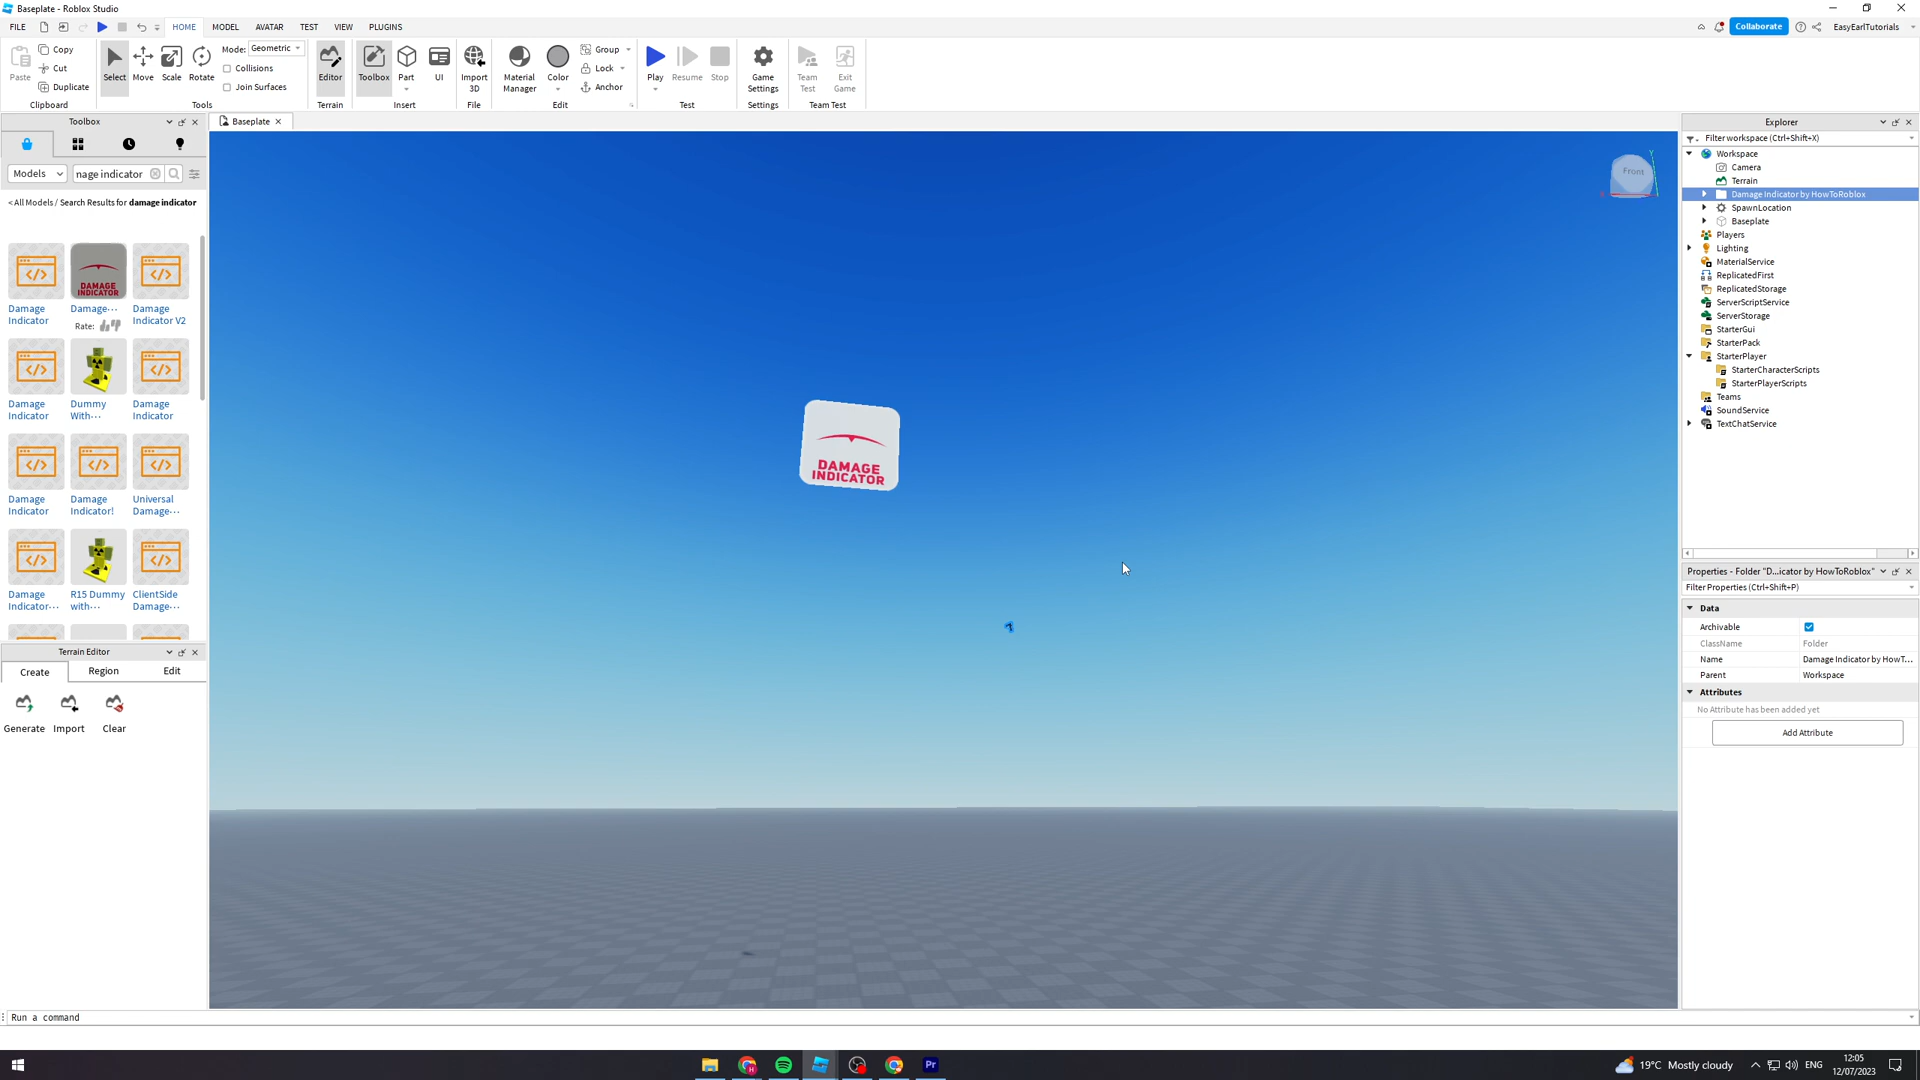 Baseplate - Roblox Studio
FILE
HOME MODEL AVATAR TEST VIEW PLUGINS
Collaborate
EasyEarlTutorials
Paste
Copy
Cut
Duplicate
Clipboard
Select
Move
Scale
Rotate
Mode: Geometric
Collisions
Join Surfaces
Tools
Editor
Terrain
Toolbox
Part
UI
Insert
Import
3D
File
Material
Manager
Color
Group
Lock
Anchor
Edit
Play
Resume
Stop
Test
Game
Settings
Settings
Team
Test
Exit
Game
Team Test
Toolbox
Models
nage indicator
< All Models / Search Results for damage indicator
Damage
Indicator
DAMAGE
INDICATOR
Damage...
Rate:
Damage
Indicator V2
Damage
Indicator
Dummy
With...
Damage
Indicator
Damage
Indicator
Damage
Indicator!
Universal
Damage...
Damage
Indicator...
R15 Dummy
with...
ClientSide
Damage...
Terrain Editor
Create
Region
Edit
Generate
Import
Clear
Baseplate
Front
DAMAGE
INDICATOR
Explorer
Filter workspace (Ctrl+Shift+X)
Workspace
Camera
Terrain
Damage Indicator by HowToRoblox
SpawnLocation
Baseplate
Players
Lighting
MaterialService
ReplicatedFirst
ReplicatedStorage
ServerScriptService
ServerStorage
StarterGui
StarterPack
StarterPlayer
StarterCharacterScripts
StarterPlayerScripts
Teams
SoundService
TextChatService
Properties - Folder "D...icator by HowToRoblox"
Filter Properties (Ctrl+Shift+P)
Data
Archivable
ClassName Folder
Name Damage Indicator by HowT...
Parent Workspace
Attributes
No Attribute has been added yet
Add Attribute
Run a command
Pr
19°C Mostly cloudy
ENG
12:05
12/07/2023